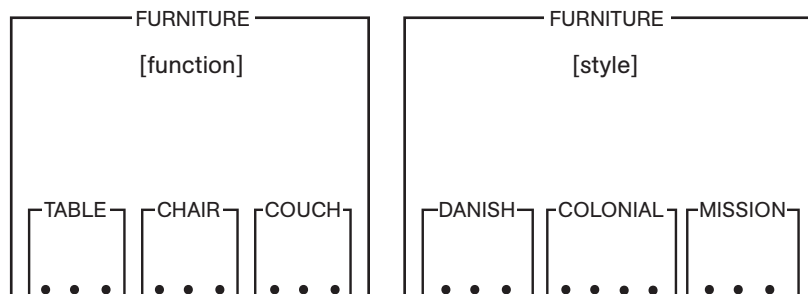 FURNITURE FURNITURE
[function] [style]
TABLE CHAIR COUCH DANISH COLONIAL MISSION